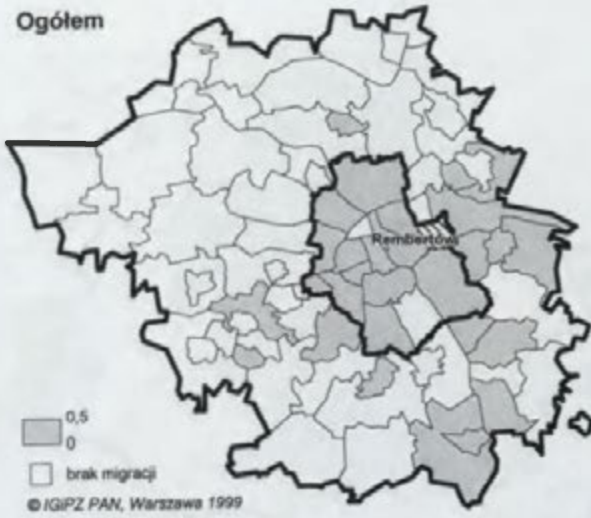 Ogółem
Rembertów
0,5
0
brak migracji
© IGiPZ PAN, Warszawa 1999